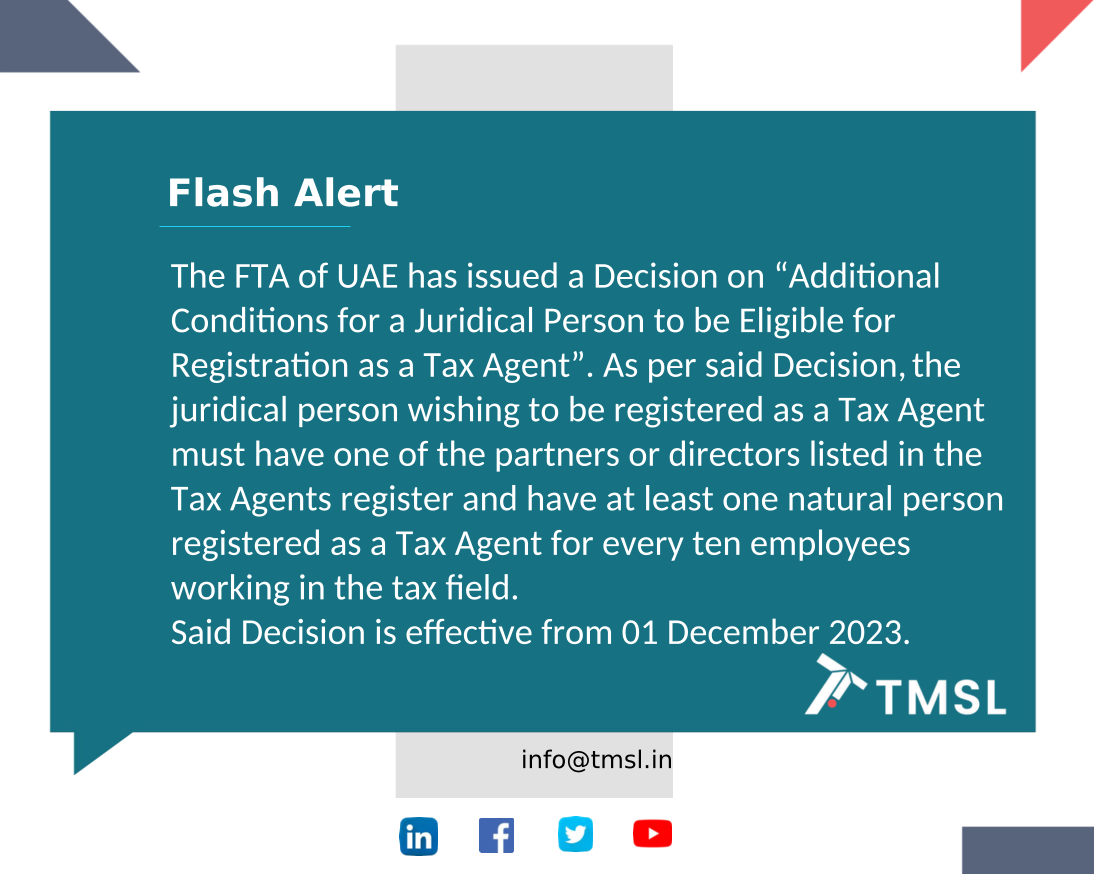 Flash Alert
The FTA of UAE has issued a Decision on “Additional
Conditions for a Juridical Person to be Eligible for
Registration as a Tax Agent”. As per said Decision, the
juridical person wishing to be registered as a Tax Agent
must have one of the partners or directors listed in the
Tax Agents register and have at least one natural person
registered as a Tax Agent for every ten employees
working in the tax field.
Said Decision is effective from 01 December 2023.
TMSL
info@tmsl.in
in
f